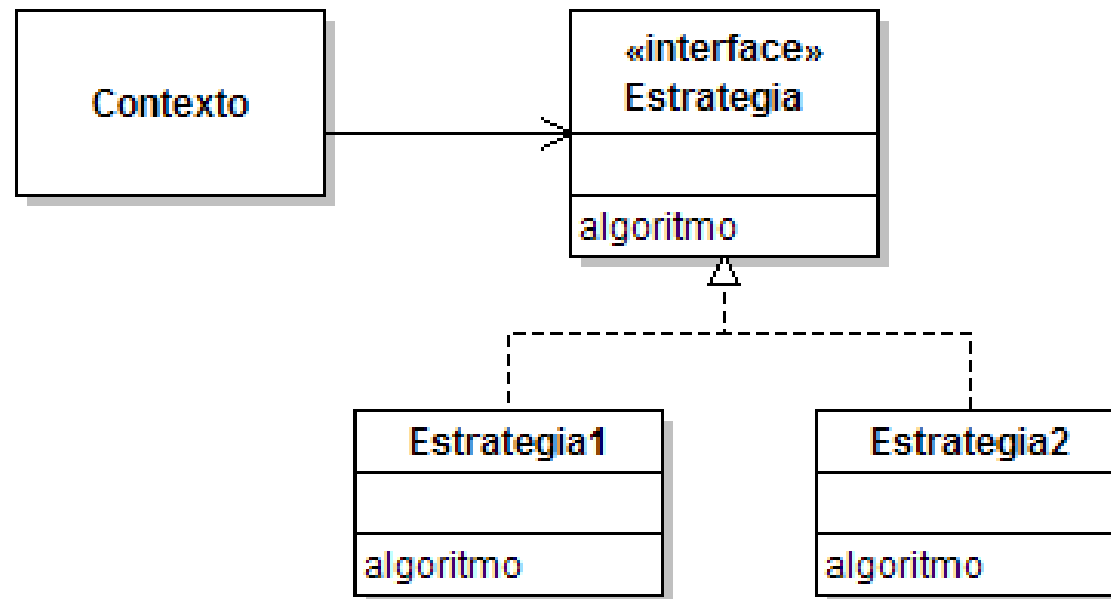 Contexto
«interface»
Estrategia
algoritmo
Estrategia1
algoritmo
Estrategia2
algoritmo